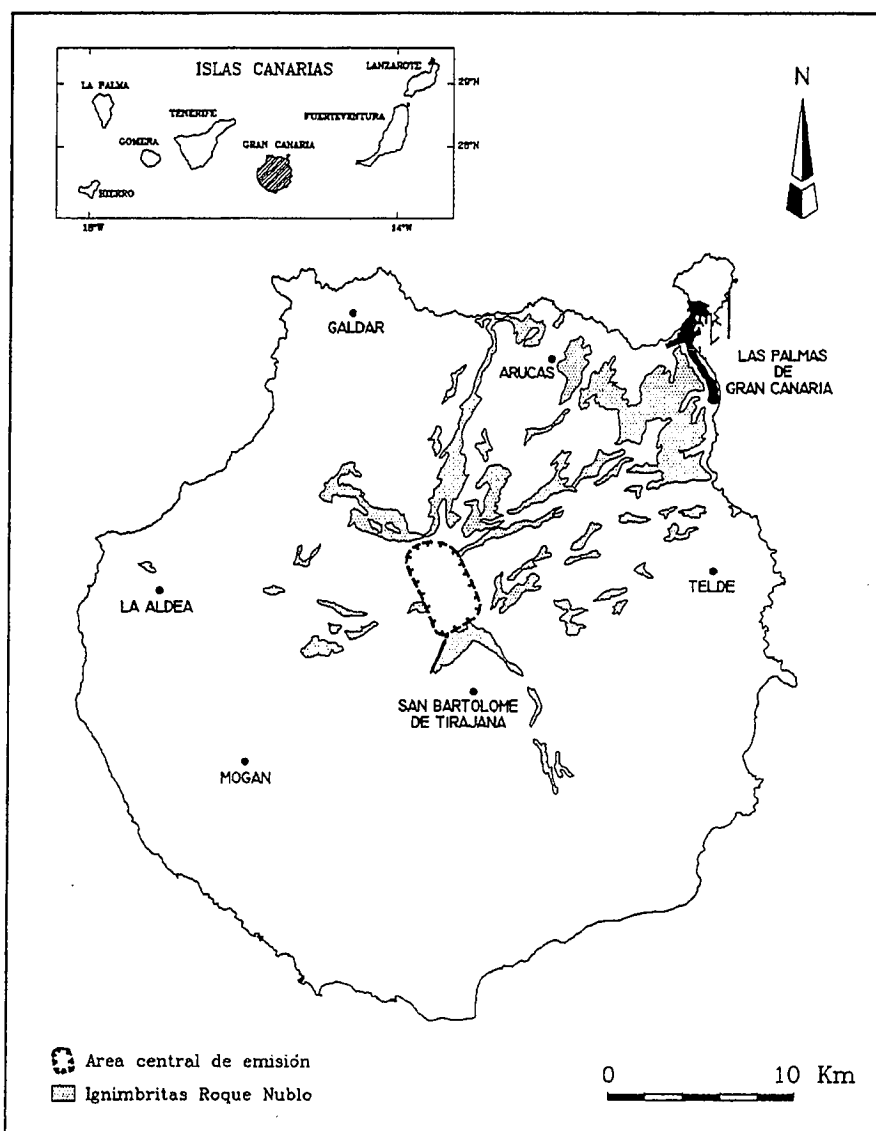 ISLAS CANARIAS
LANZAROTE
29°N
LA PALMA
TENERIFE
FUERTEVENTURA
GOMERA
GRAN CANARIA
28°N
HIERRO
18°W
14°W
N
GALDAR
ARUCAS
LAS PALMAS
DE
GRAN CANARIA
LA ALDEA
TELDE
SAN BARTOLOME
DE TIRAJANA
MOGAN
Area central de emisión
Ignimbritas Roque Nublo
0 10 Km